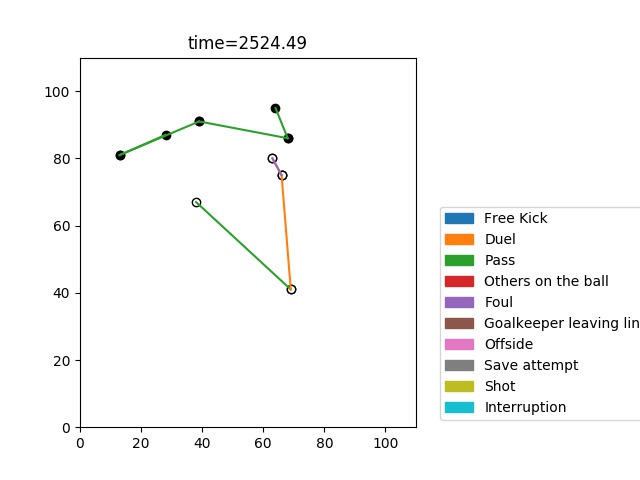 time=2524.49
100
80
60
40
20
0
0 20 40 60 80 100
Free Kick
Duel
Pass
Others on the ball
Foul
Goalkeeper leaving lin
Offside
Save attempt
Shot
Interruption